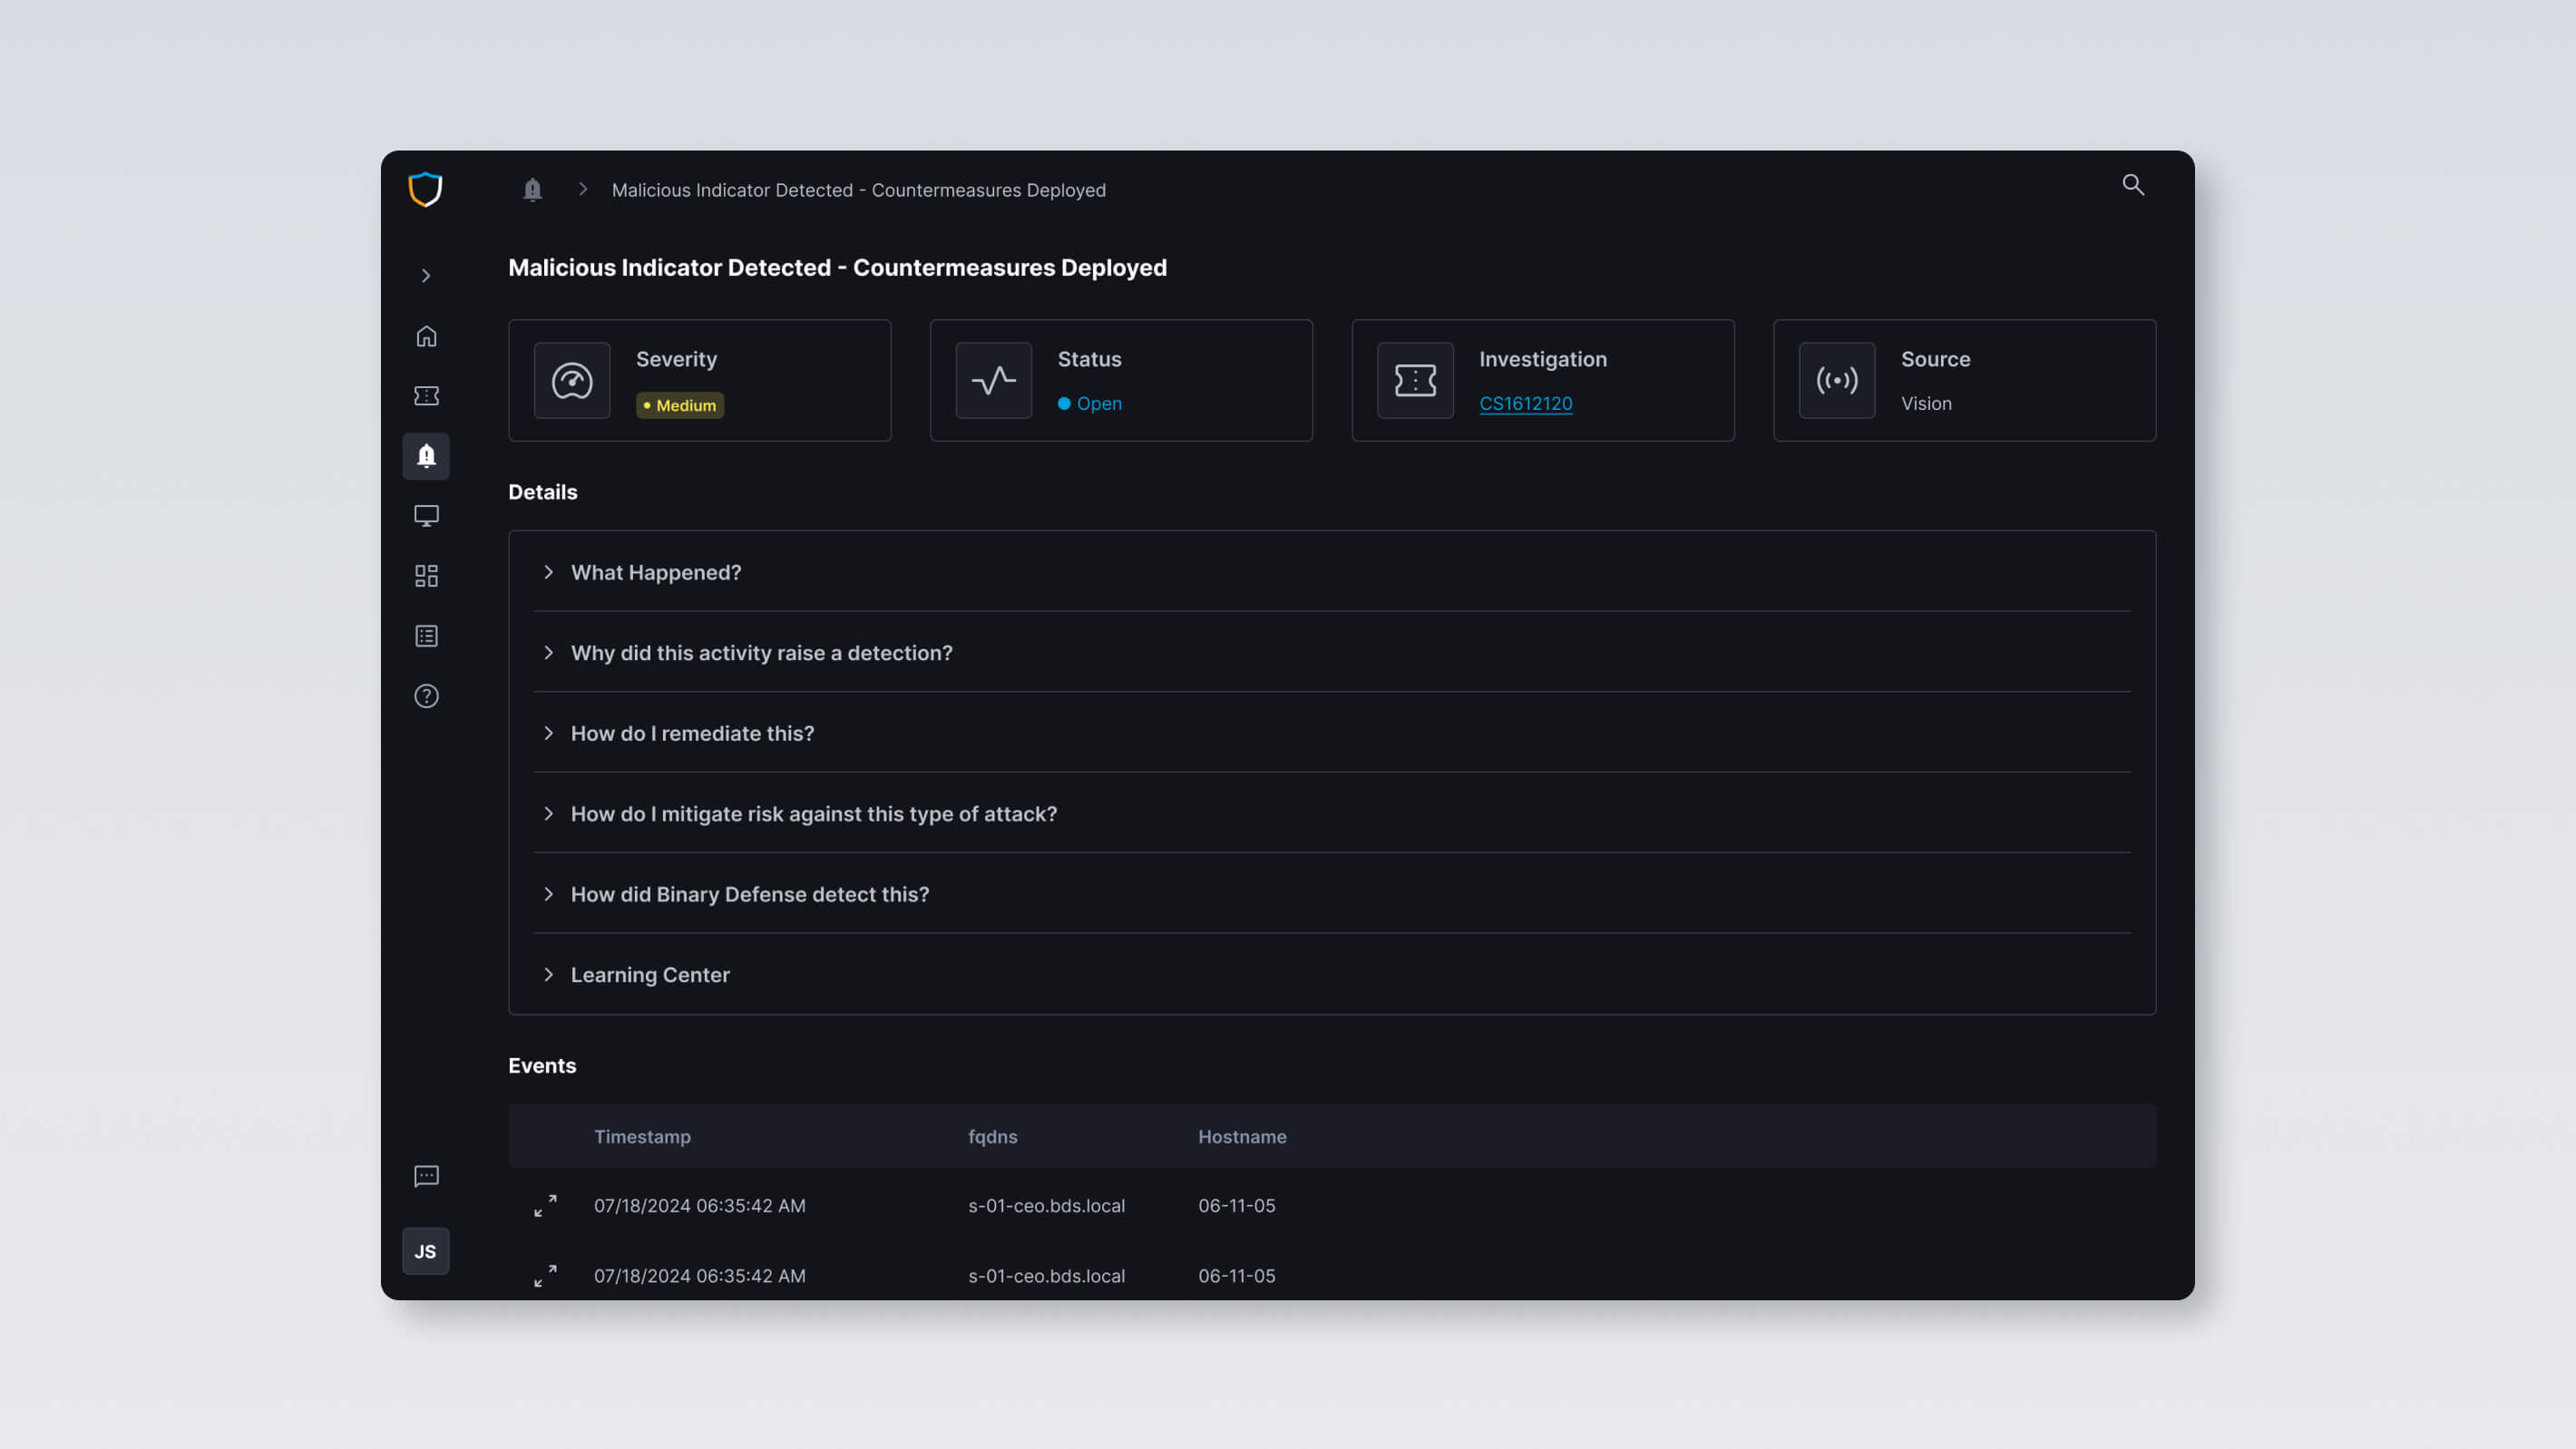 Malicious Indicator Detected - Countermeasures Deployed
Malicious Indicator Detected - Countermeasures Deployed
Severity
Medium
Status
Open
Investigation
CS1612120
Source
Vision
Details
What Happened?
Why did this activity raise a detection?
How do I remediate this?
How do I mitigate risk against this type of attack?
How did Binary Defense detect this?
Learning Center
Events
Timestamp fqdns Hostname
07/18/2024 06:35:42 AM s-01-ceo.bds.local 06-11-05
07/18/2024 06:35:42 AM s-01-ceo.bds.local 06-11-05
JS